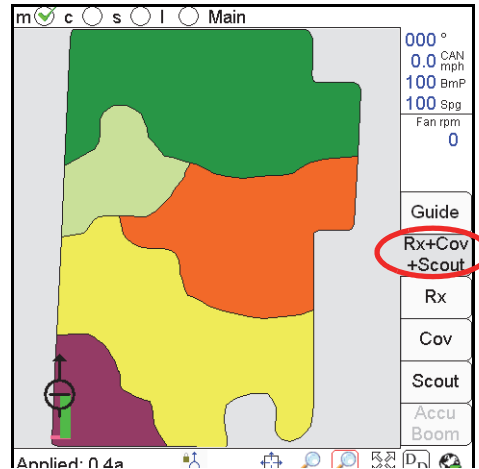 m c s l Main
000 °
0.0 CAN mph
100 BmP
100 Spg
Fan rpm
0
Guide
Rx+Cov
+Scout
Rx
Cov
Scout
Accu
Boom
Applied: 0.4a